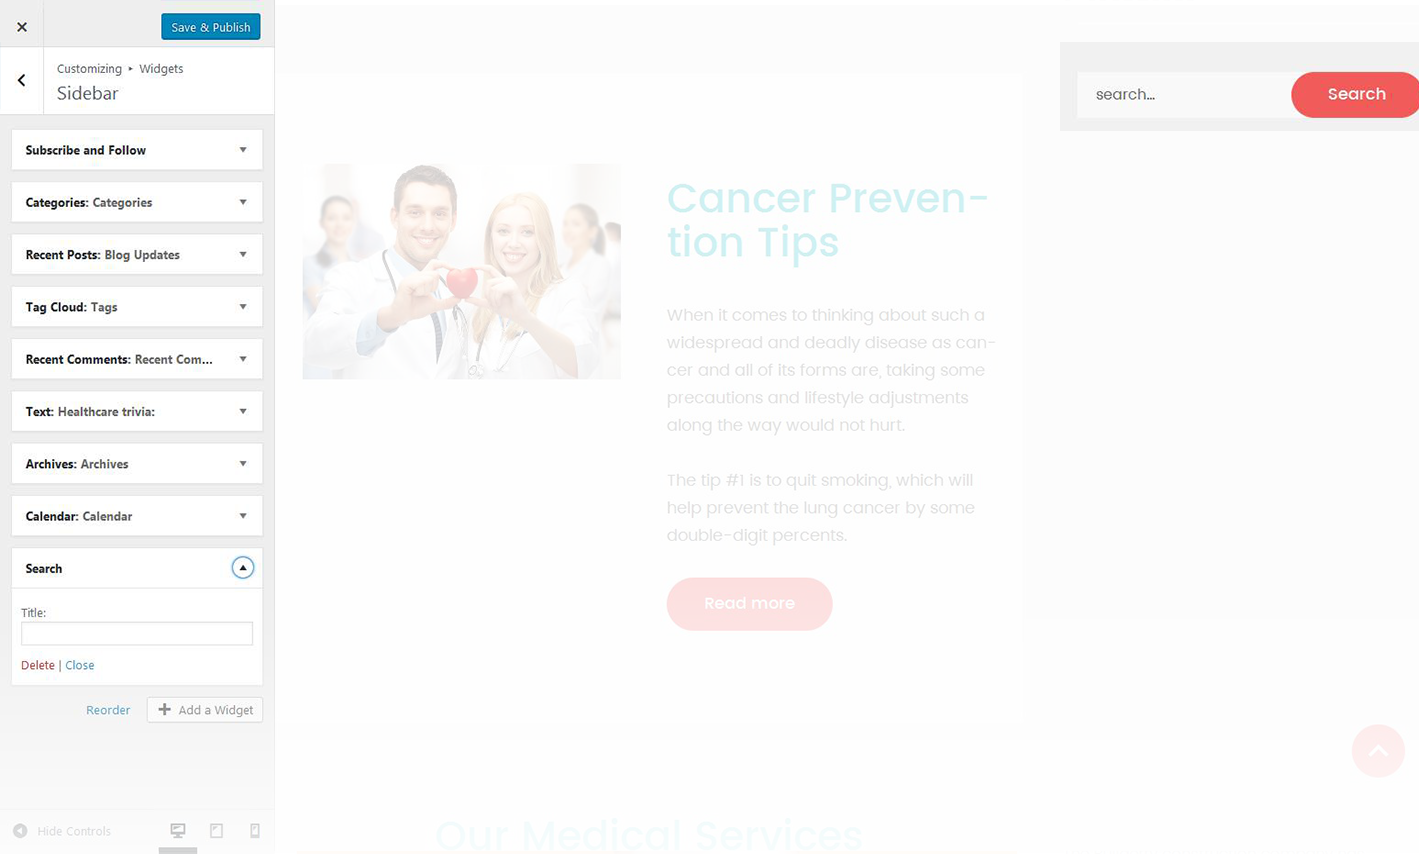 Save & Publish
Customizing ▸ Widgets
Sidebar
Subscribe and Follow
Categories: Categories
Recent Posts: Blog Updates
Tag Cloud: Tags
Recent Comments: Recent Com...
Text: Healthcare trivia:
Archives: Archives
Calendar: Calendar
Search
Title:
Delete | Close
Reorder
Add a Widget
Hide Controls
search...
Search
Cancer Preven-
tion Tips
When it comes to thinking about such a
widespread and deadly disease as can-
cer and all of its forms are, taking some
precautions and lifestyle adjustments
along the way would not hurt.
The tip #1 is to quit smoking, which will
help prevent the lung cancer by some
double-digit percents.
Read more
Our Medical Services